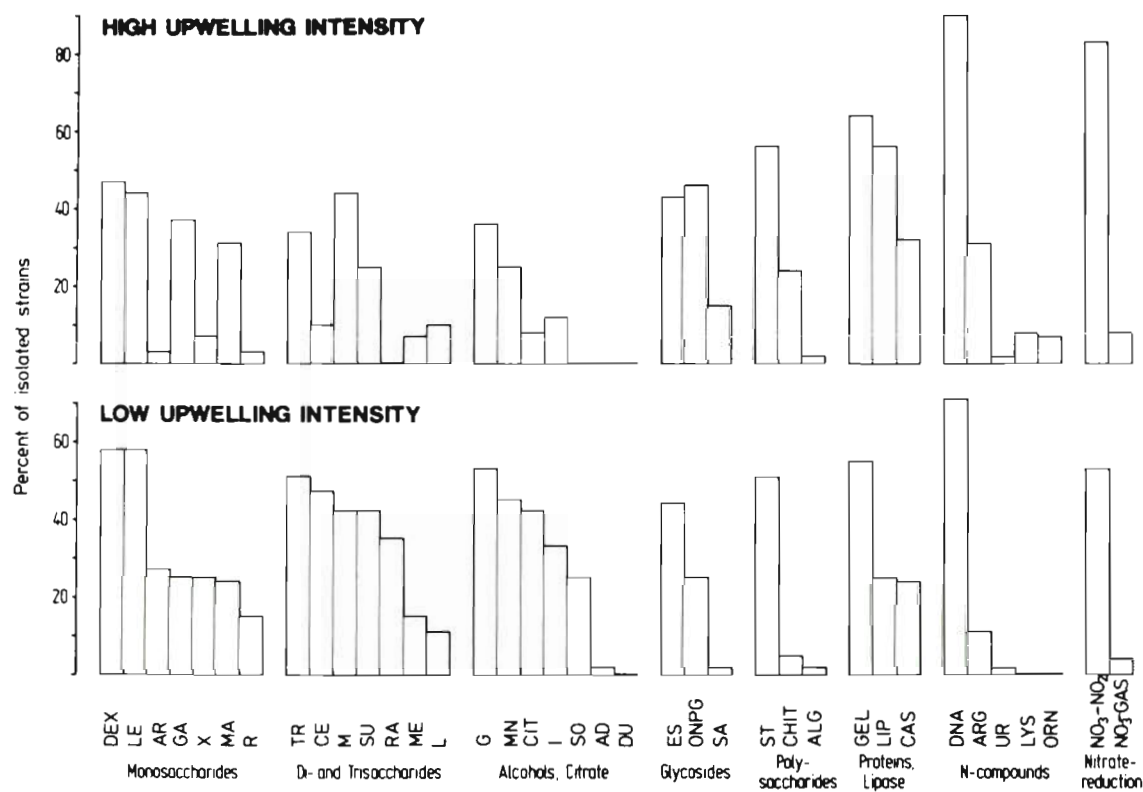 HIGH UPWELLING INTENSITY
80
60
40
20
Percent of isolated strains
LOW UPWELLING INTENSITY
60
40
20
DEX LE AR GA X MA R
TR CE M SU RA ME L
G MN CIT I SO AD DU
ES ONPG SA
ST CHIT ALG
GEL LIP CAS
DNA ARG UR LYS ORN
NO₃-NO₂ NO₃-GAS
Monosaccharides
Di- and Trisaccharides
Alcohols, Citrate
Glycosides
Poly-
saccharides
Proteins,
Lipase
N-compounds
Nitrate-
reduction